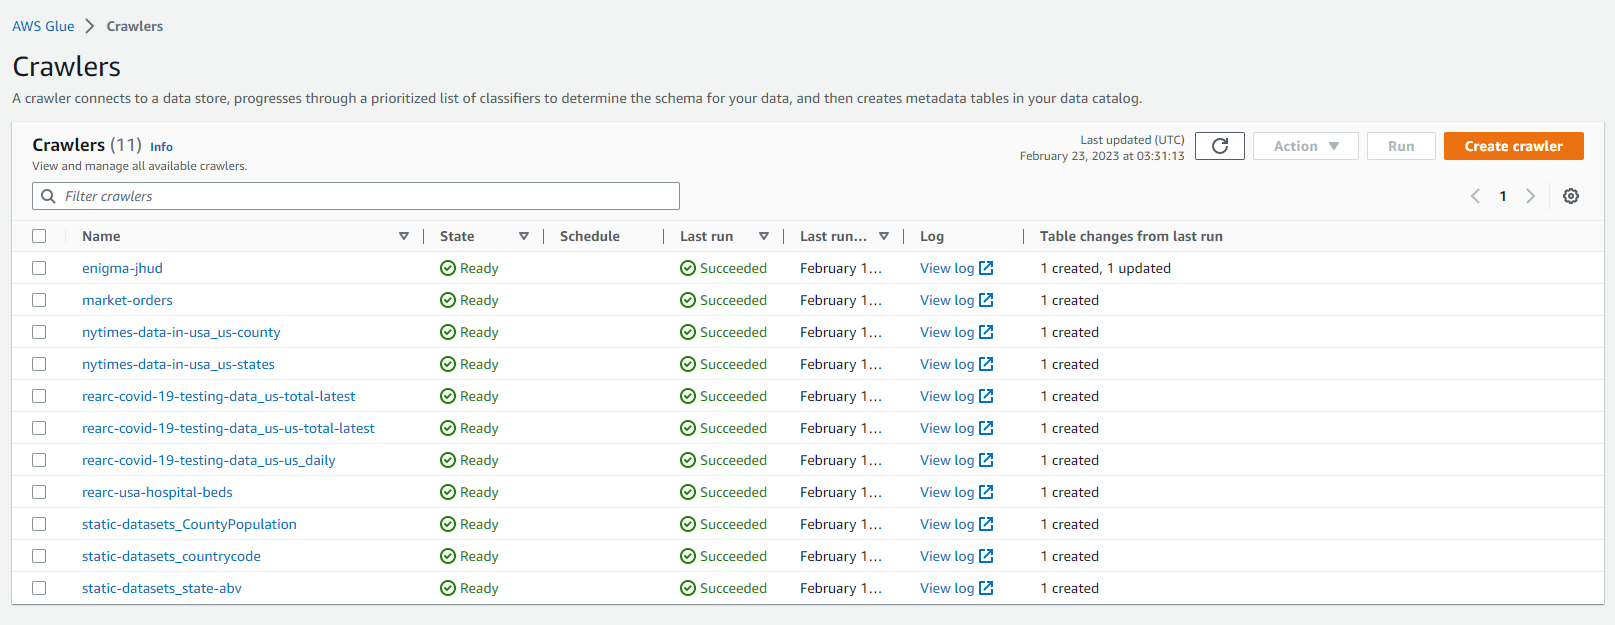 AWS Glue > Crawlers
Crawlers
A crawler connects to a data store, progresses through a prioritized list of classifiers to determine the schema for your data, and then creates metadata tables in your data catalog.
Crawlers (11) Info
View and manage all available crawlers.
Last updated (UTC)
February 23, 2023 at 03:31:13
Action
Run
Create crawler
Filter crawlers
1
Name State Schedule Last run Last run... Log Table changes from last run
enigma-jhud Ready Succeeded February 1... View log 1 created, 1 updated
market-orders Ready Succeeded February 1... View log 1 created
nytimes-data-in-usa_us-county Ready Succeeded February 1... View log 1 created
nytimes-data-in-usa_us-states Ready Succeeded February 1... View log 1 created
rearc-covid-19-testing-data_us-total-latest Ready Succeeded February 1... View log 1 created
rearc-covid-19-testing-data_us-us-total-latest Ready Succeeded February 1... View log 1 created
rearc-covid-19-testing-data_us-us_daily Ready Succeeded February 1... View log 1 created
rearc-usa-hospital-beds Ready Succeeded February 1... View log 1 created
static-datasets_CountyPopulation Ready Succeeded February 1... View log 1 created
static-datasets_countrycode Ready Succeeded February 1... View log 1 created
static-datasets_state-abv Ready Succeeded February 1... View log 1 created